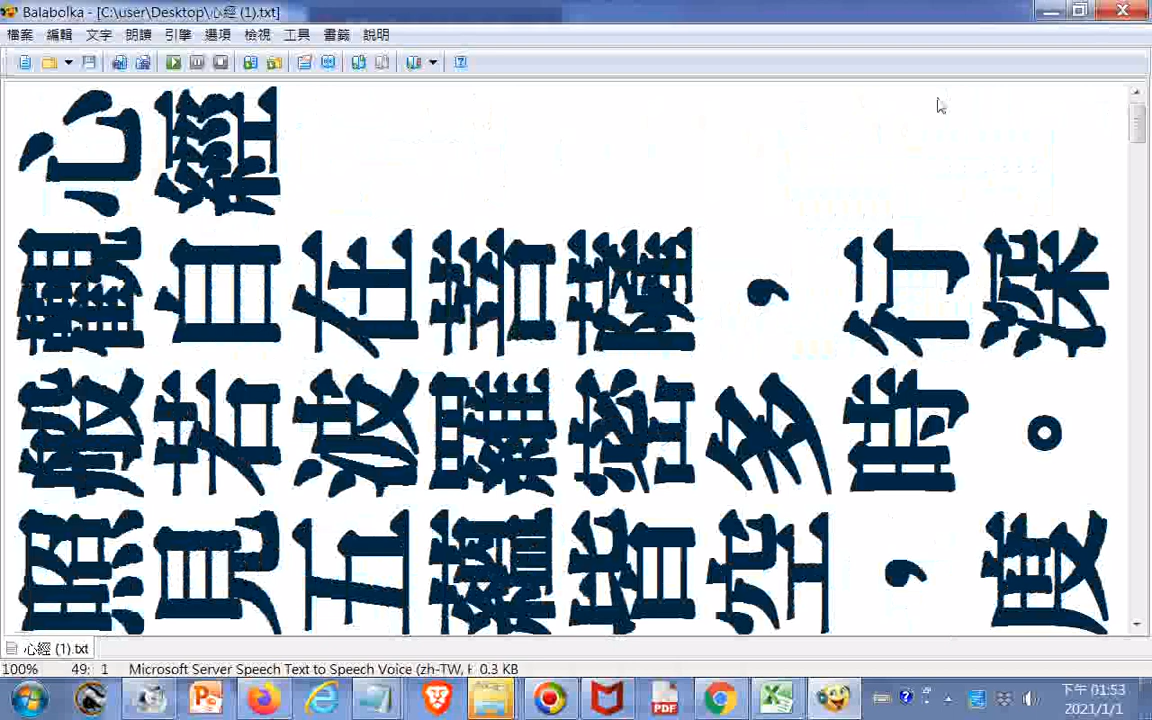 Balabolka - [C:\user\Desktop\心經 (1).txt]
檔案 編輯 文字 朗讀 引擎 選項 檢視 工具 書籤 說明
心經
觀自在菩薩，行深
般若波羅蜜多時。
照見五蘊皆空，度
心經 (1).txt
100% 49: 1 Microsoft Server Speech Text to Speech Voice (zh-TW, 0.3 KB
PDF
下午 01:53
2021/1/1